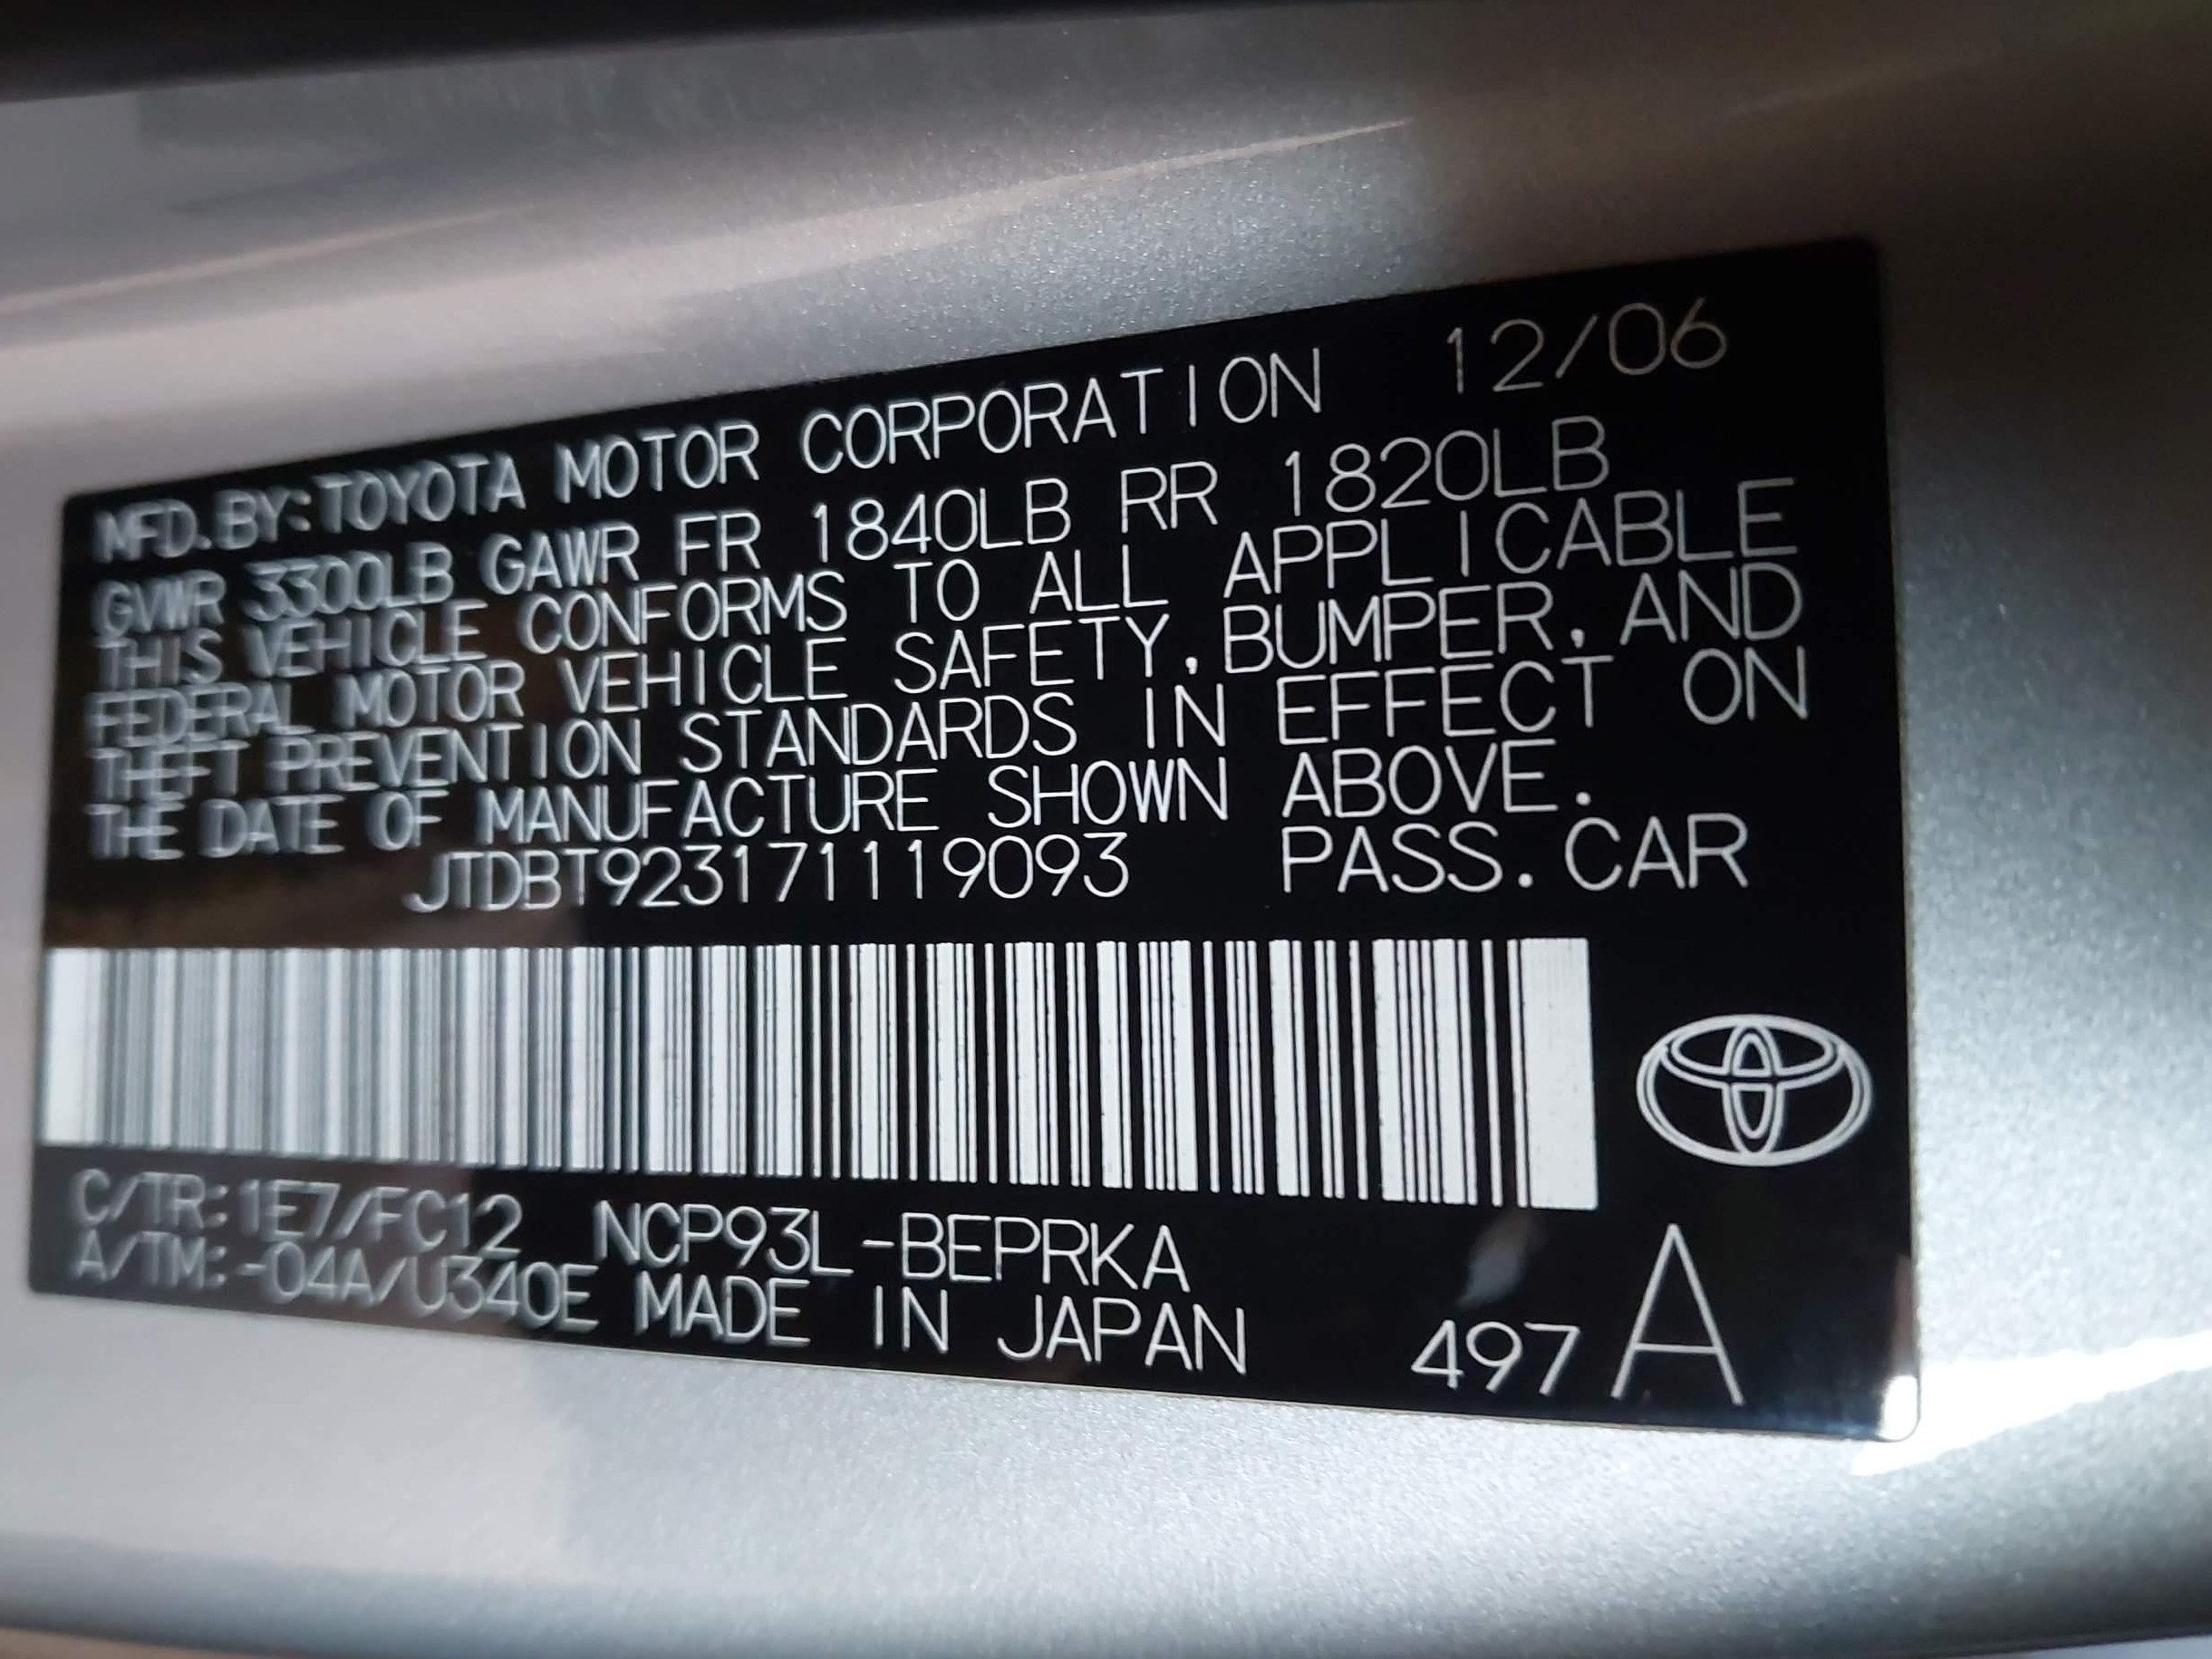 MFD.BY:TOYOTA MOTOR CORPORATION 12/06
GVWR 3300LB GAWR FR 1840LB RR 1820LB
THIS VEHICLE CONFORMS TO ALL APPLICABLE
FEDERAL MOTOR VEHICLE SAFETY, BUMPER, AND
THEFT PREVENTION STANDARDS IN EFFECT ON
THE DATE OF MANUFACTURE SHOWN ABOVE.
JTDBT923171119093 PASS.CAR
C/TR:1E7/FC12 NCP93L-BEPRKA
A/TM:-04A/U340E MADE IN JAPAN 497 A